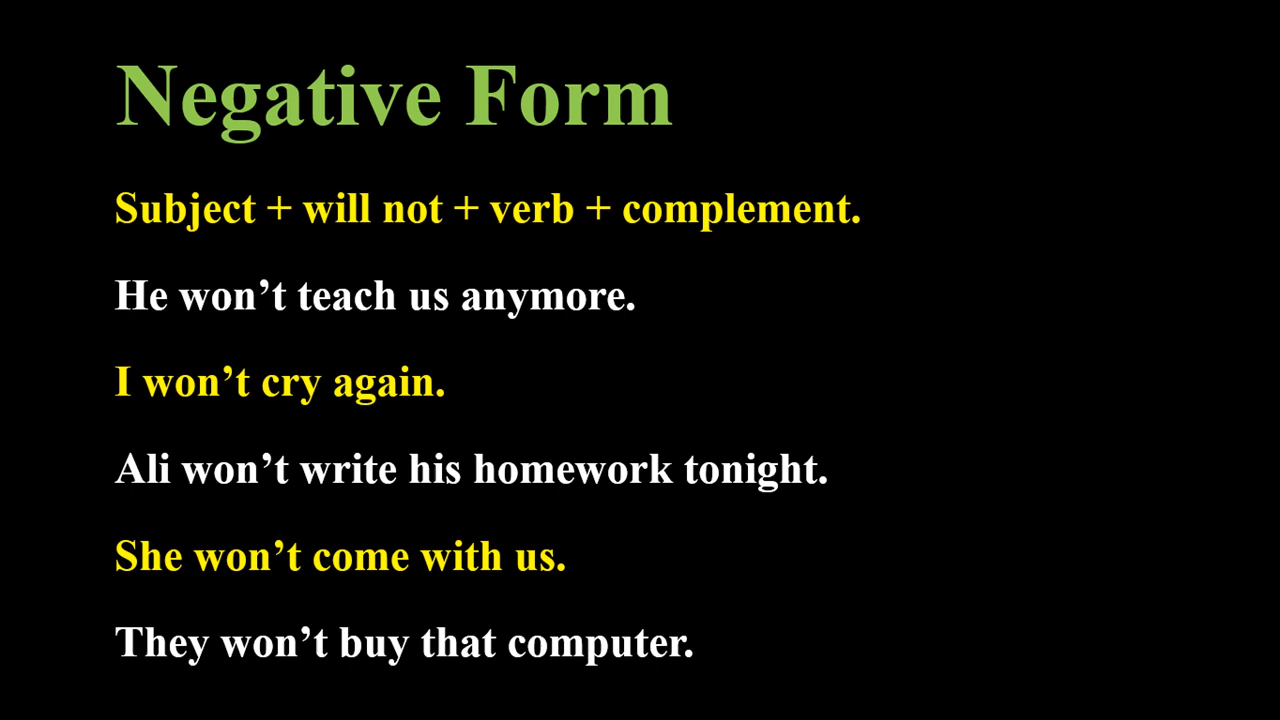 Negative Form
Subject + will not + verb + complement.
He won’t teach us anymore.
I won’t cry again.
Ali won’t write his homework tonight.
She won’t come with us.
They won’t buy that computer.